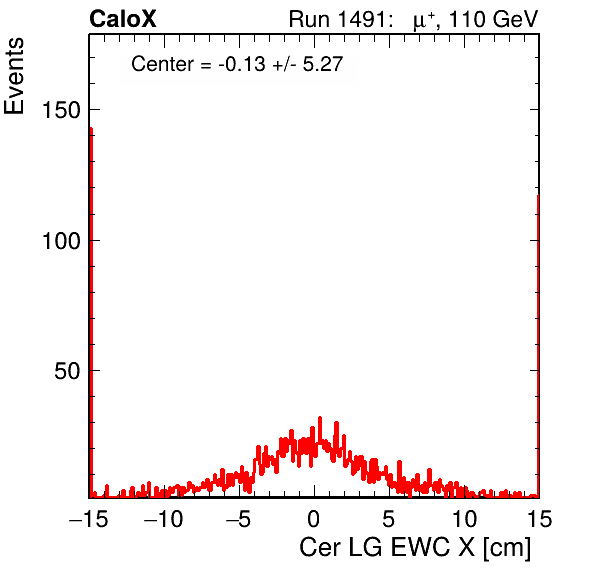 CaloX Run 1491: μ⁺, 110 GeV
Center = -0.13 +/- 5.27
Events
150
100
50
−15 −10 −5 0 5 10 15
Cer LG EWC X [cm]